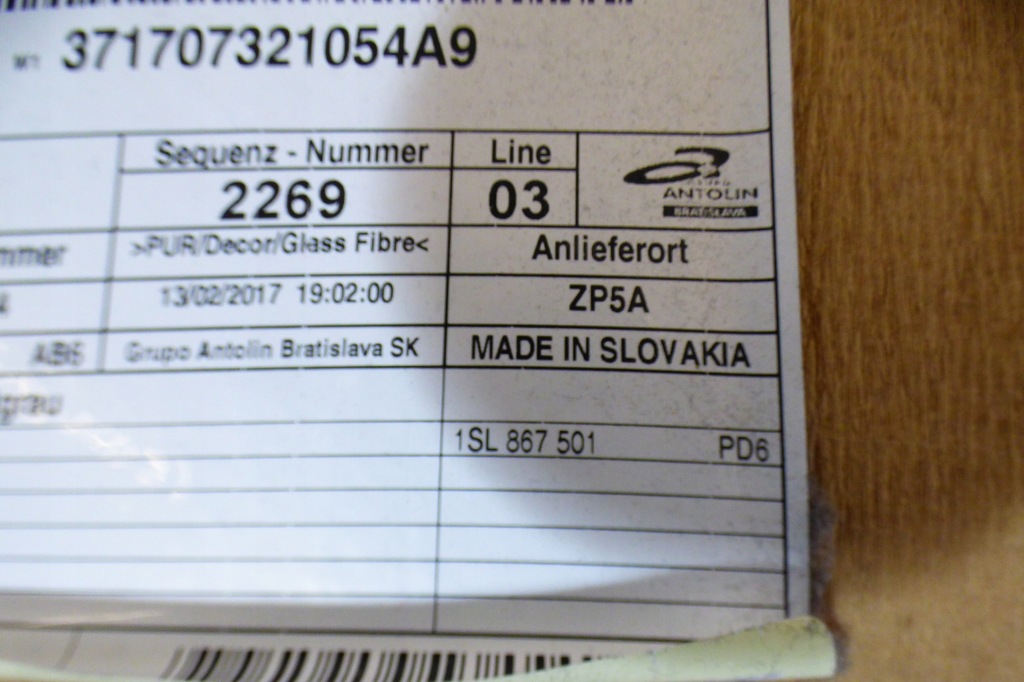 371707321054A9
Sequenz - Nummer Line
2269 03
ANTOLIN
BRATISLAVA
>PUR/Decor/Glass Fibre< Anlieferort
13/02/2017 19:02:00 ZP5A
Grupo Antolin Bratislava SK MADE IN SLOVAKIA
1SL 867 501 PD6